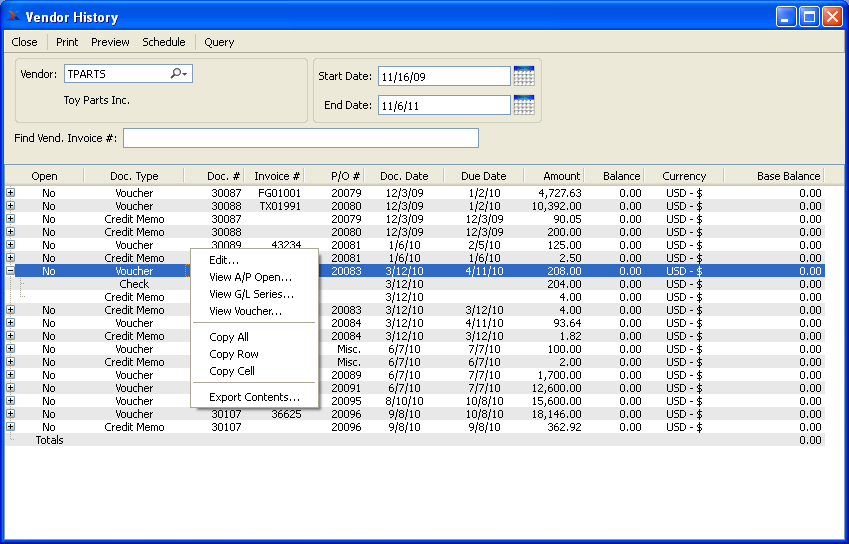 Vendor History
Close Print Preview Schedule Query
Vendor: TPARTS Start Date: 11/16/09
Toy Parts Inc. End Date: 11/6/11
Find Vend. Invoice #:
Open Doc. Type Doc. # Invoice # P/O # Doc. Date Due Date Amount Balance Currency Base Balance
No Voucher 30087 FG01001 20079 12/3/09 1/2/10 4,727.63 0.00 USD - $ 0.00
No Voucher 30088 TX01991 20080 12/3/09 1/2/10 10,392.00 0.00 USD - $ 0.00
No Credit Memo 30087 20079 12/3/09 12/3/09 90.05 0.00 USD - $ 0.00
No Credit Memo 30088 20080 12/3/09 12/3/09 200.00 0.00 USD - $ 0.00
No Voucher 30089 43234 20081 1/6/10 2/5/10 125.00 0.00 USD - $ 0.00
No Credit Memo 20081 1/6/10 1/6/10 2.50 0.00 USD - $ 0.00
No Voucher 20083 3/12/10 4/11/10 208.00 0.00 USD - $ 0.00
Check 3/12/10 204.00 0.00 USD - $ 0.00
Credit Memo 3/12/10 4.00 0.00 USD - $ 0.00
No Credit Memo 20083 3/12/10 3/12/10 4.00 0.00 USD - $ 0.00
No Voucher 20084 3/12/10 4/11/10 93.64 0.00 USD - $ 0.00
No Credit Memo 20084 3/12/10 3/12/10 1.82 0.00 USD - $ 0.00
No Voucher Misc. 6/7/10 7/7/10 100.00 0.00 USD - $ 0.00
No Credit Memo Misc. 6/7/10 6/7/10 2.00 0.00 USD - $ 0.00
No Voucher 20089 6/7/10 7/7/10 1,700.00 0.00 USD - $ 0.00
No Voucher 20091 6/7/10 7/7/10 12,600.00 0.00 USD - $ 0.00
No Voucher 20095 8/10/10 10/8/10 15,600.00 0.00 USD - $ 0.00
No Voucher 30107 36625 20096 9/8/10 10/8/10 18,146.00 0.00 USD - $ 0.00
No Credit Memo 30107 20096 9/8/10 9/8/10 362.92 0.00 USD - $ 0.00
Totals 0.00
Edit...
View A/P Open...
View G/L Series...
View Voucher...
Copy All
Copy Row
Copy Cell
Export Contents...